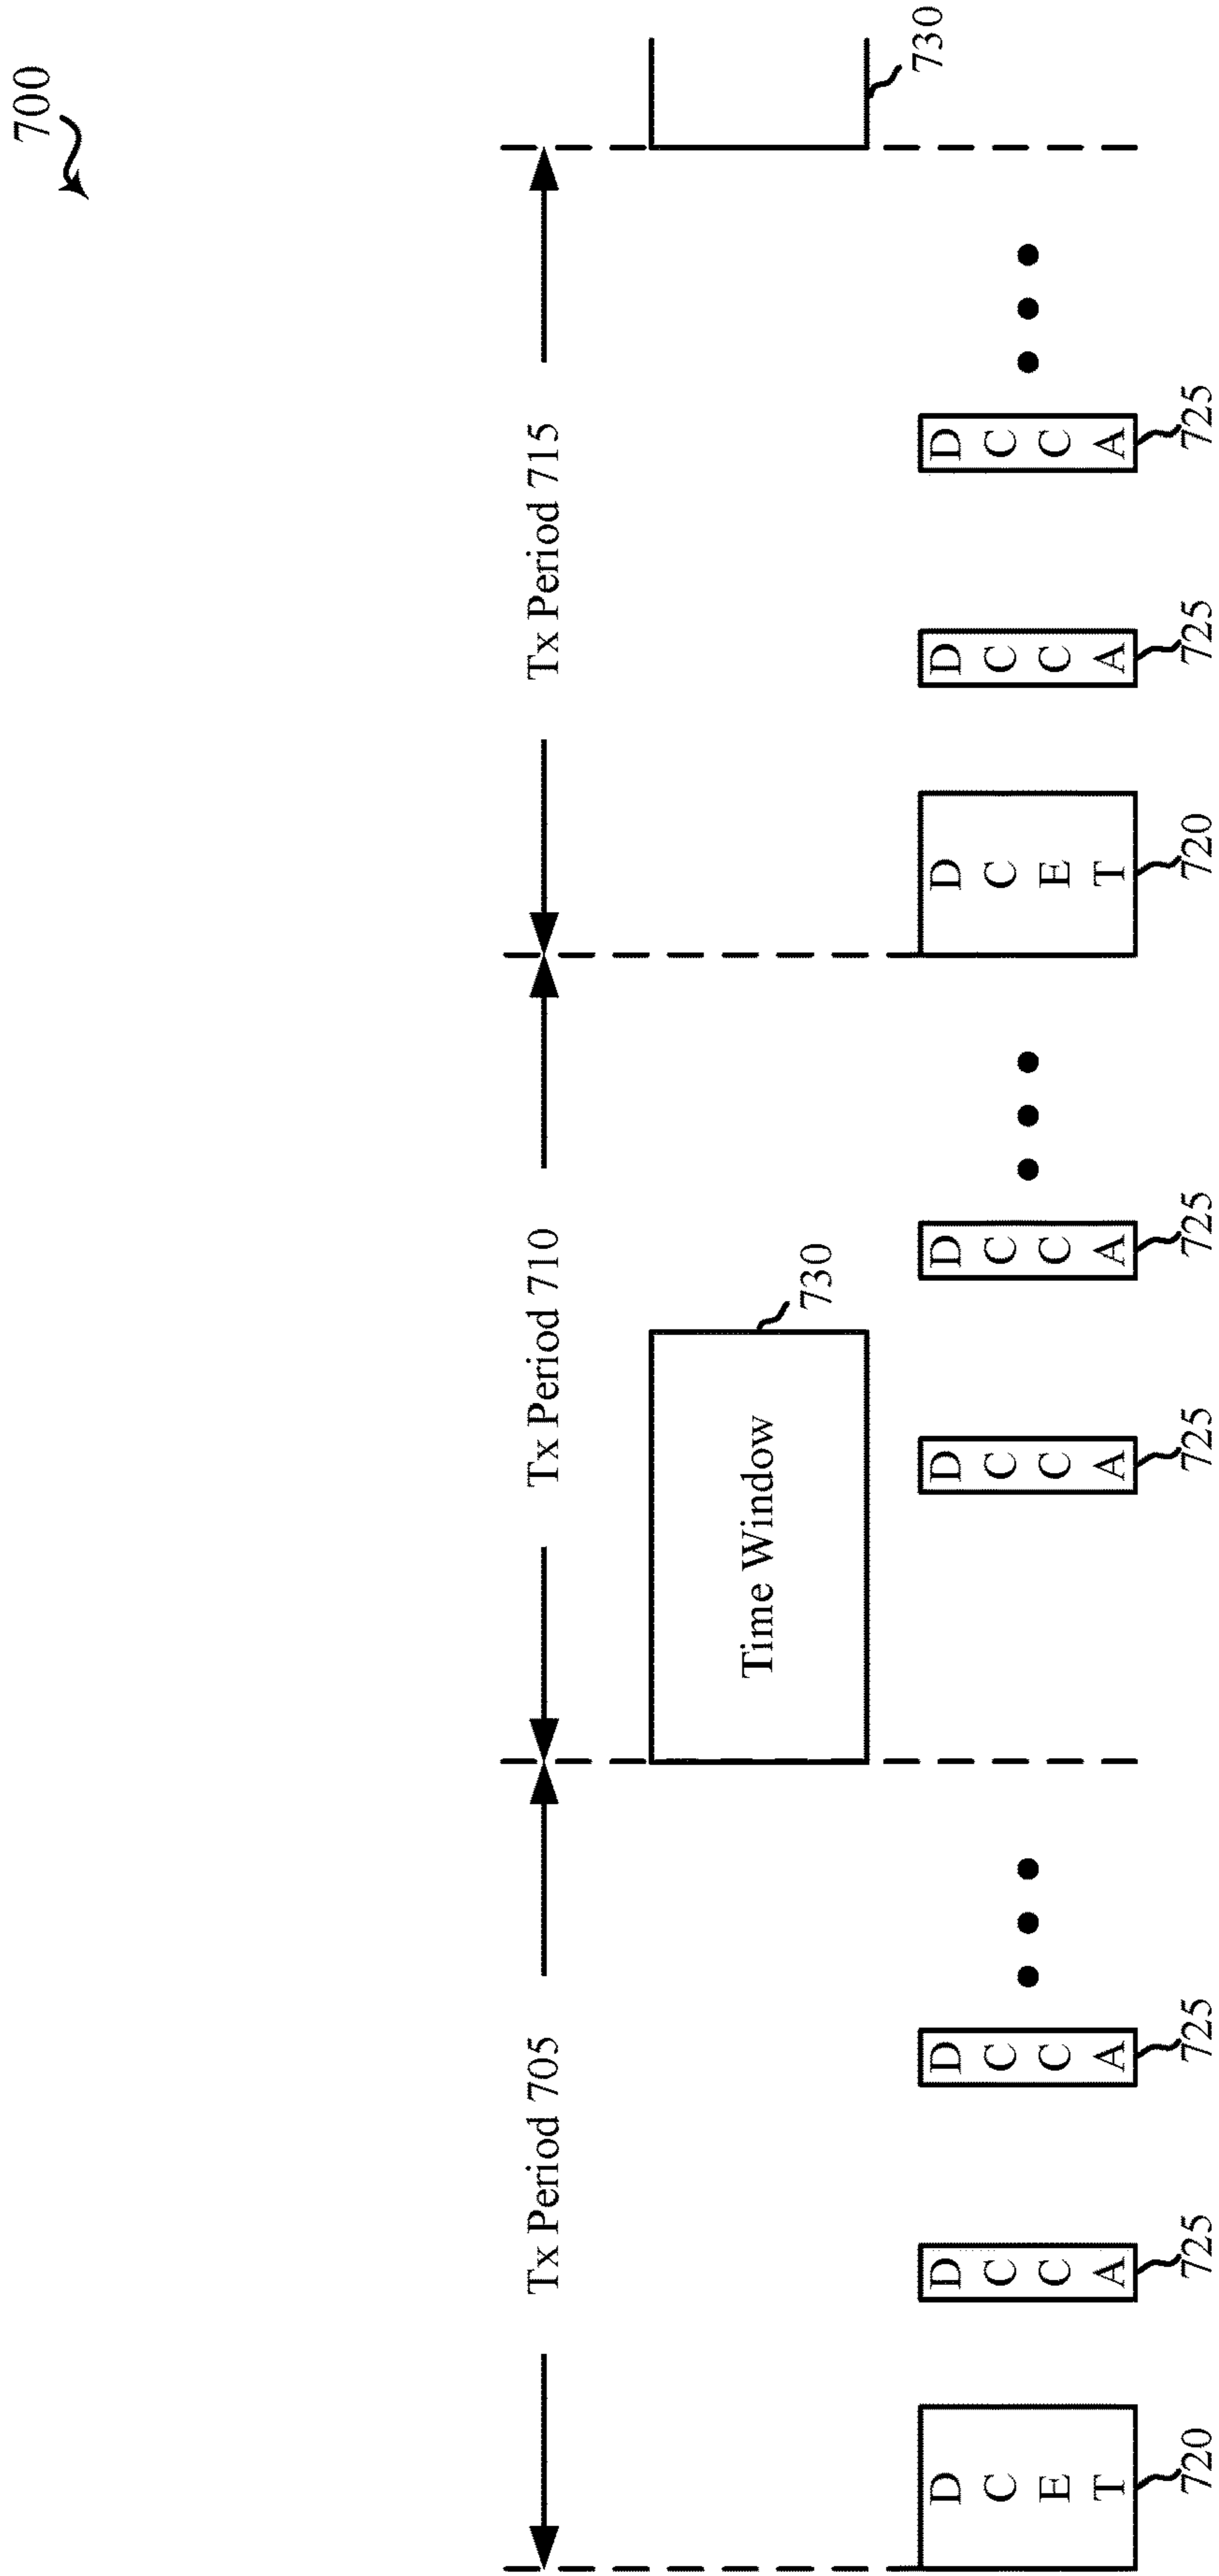 700
Tx Period 705
Tx Period 710
Tx Period 715
Time Window
730
730
D C E T
D C C A
D C C A
D C C A
D C C A
D C E T
D C C A
D C C A
720
725
725
725
725
720
725
725